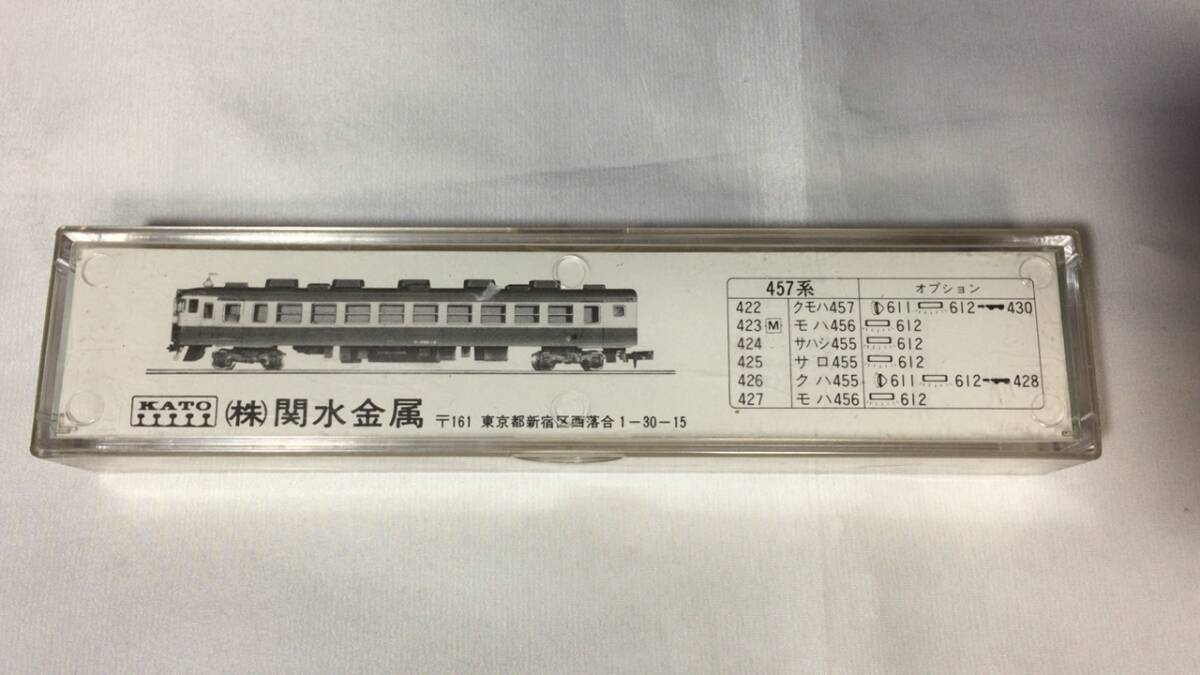 457系 オプション
422 クモハ457 611 612 430
423 M モハ456 612
424 サハシ455 612
425 サロ455 612
426 クハ455 611 612 428
427 モハ456 612
KATO (株)関水金属 〒161 東京都新宿区西落合1-30-15